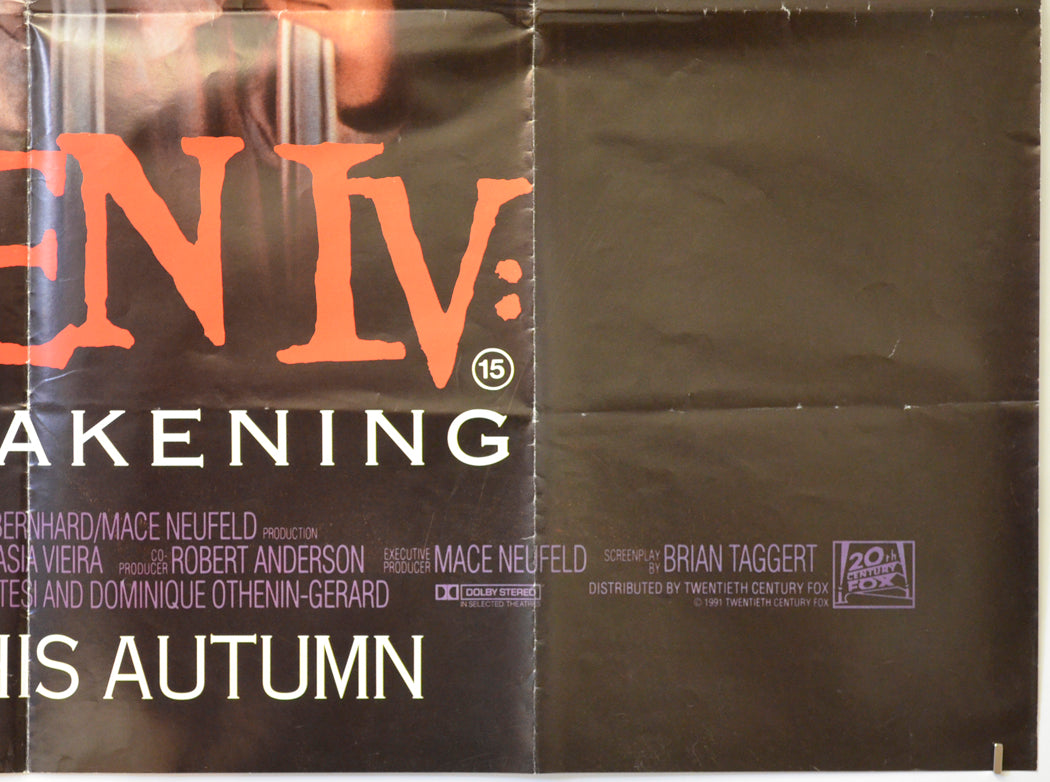 EN IV:
15
AKENING
BERNHARD/MACE NEUFELD PRODUCTION
ASIA VIEIRA CO-PRODUCER ROBERT ANDERSON EXECUTIVE PRODUCER MACE NEUFELD SCREENPLAY BY BRIAN TAGGERT
TESI AND DOMINIQUE OTHENIN-GERARD DOLBY STEREO IN SELECTED THEATRES DISTRIBUTED BY TWENTIETH CENTURY FOX
© 1991 TWENTIETH CENTURY FOX
20th
CENTURY
FOX
HIS AUTUMN